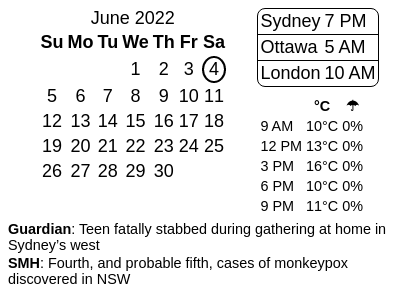 June 2022
Su Mo Tu We Th Fr Sa
1 2 3 4
5 6 7 8 9 10 11
12 13 14 15 16 17 18
19 20 21 22 23 24 25
26 27 28 29 30
Sydney 7 PM
Ottawa 5 AM
London 10 AM
°C ☂
9 AM 10°C 0%
12 PM 13°C 0%
3 PM 16°C 0%
6 PM 10°C 0%
9 PM 11°C 0%
Guardian: Teen fatally stabbed during gathering at home in
Sydney's west
SMH: Fourth, and probable fifth, cases of monkeypox
discovered in NSW